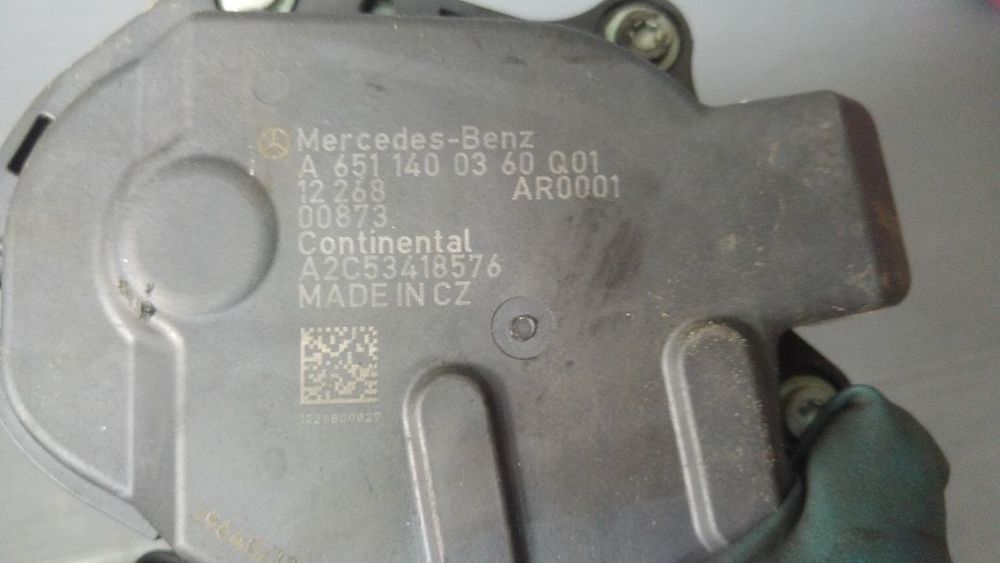 Mercedes-Benz
A 651 140 03 60 Q01
12 268 AR0001
00873
Continental
A2C53418576
MADE IN CZ